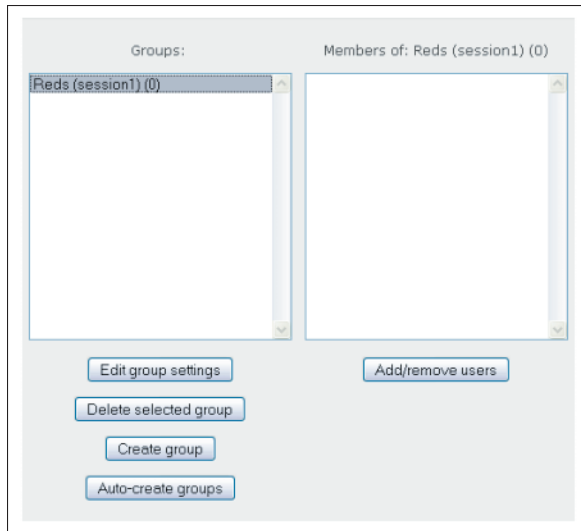 Groups:
Members of: Reds (session1) (0)
Reds (session1) (0)
Edit group settings
Add/remove users
Delete selected group
Create group
Auto-create groups